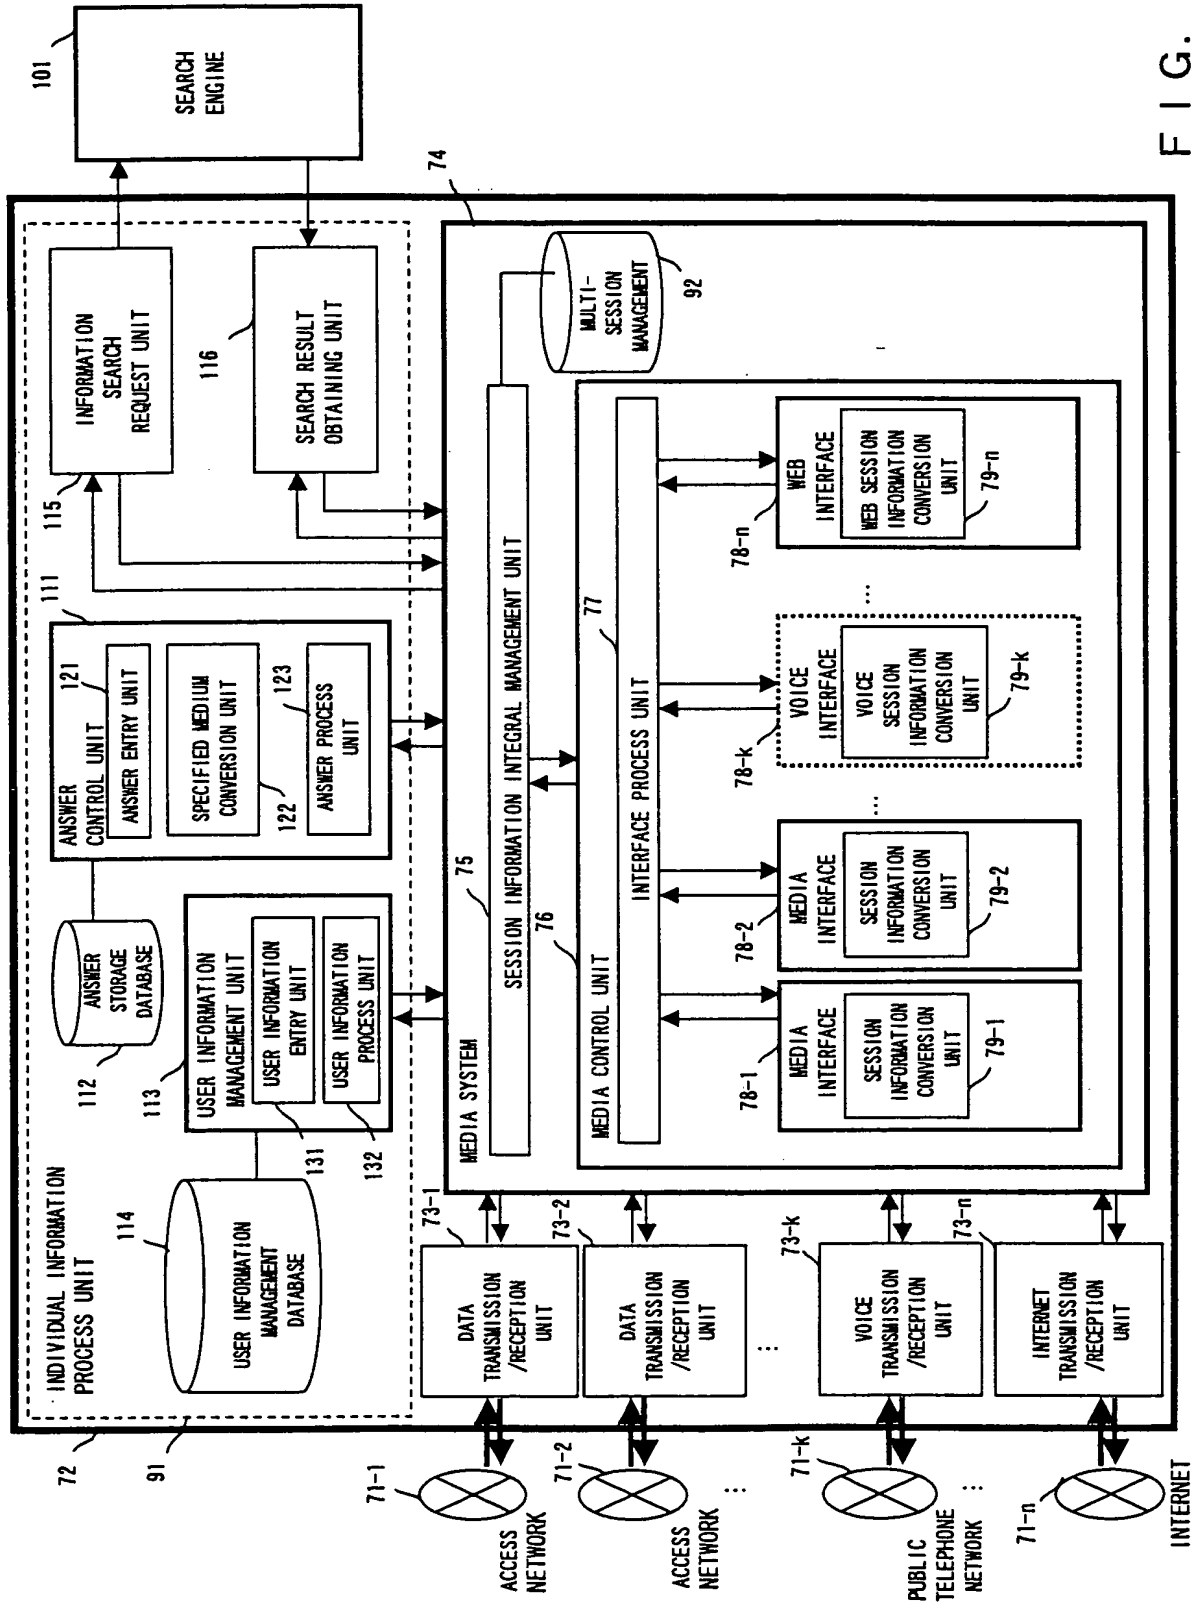 101
SEARCH
ENGINE
INDIVIDUAL INFORMATION
PROCESS UNIT
72
91
114
USER INFORMATION
MANAGEMENT
DATABASE
112
ANSWER
STORAGE
DATABASE
113
USER INFORMATION
MANAGEMENT UNIT
USER INFORMATION
ENTRY UNIT
131
USER INFORMATION
PROCESS UNIT
132
111
ANSWER
CONTROL UNIT
121
ANSWER ENTRY UNIT
SPECIFIED MEDIUM
CONVERSION UNIT
122
123
ANSWER PROCESS
UNIT
115
INFORMATION
SEARCH
REQUEST UNIT
116
SEARCH RESULT
OBTAINING UNIT
74
MEDIA SYSTEM
75
SESSION INFORMATION INTEGRAL MANAGEMENT UNIT
MULTI-
SESSION
MANAGEMENT
92
76
MEDIA CONTROL UNIT
77
INTERFACE PROCESS UNIT
78-1
MEDIA
INTERFACE
SESSION
INFORMATION
CONVERSION
UNIT
79-1
78-2
MEDIA
INTERFACE
SESSION
INFORMATION
CONVERSION
UNIT
79-2
...
78-k
VOICE
INTERFACE
VOICE
SESSION
INFORMATION
CONVERSION
UNIT
79-k
...
78-n
WEB
INTERFACE
WEB SESSION
INFORMATION
CONVERSION
UNIT
79-n
73-1
DATA
TRANSMISSION
/RECEPTION
UNIT
73-2
DATA
TRANSMISSION
/RECEPTION
UNIT
...
73-k
VOICE
TRANSMISSION
/RECEPTION
UNIT
73-n
INTERNET
TRANSMISSION
/RECEPTION
UNIT
71-1
ACCESS
NETWORK
71-2
ACCESS
NETWORK
...
71-k
PUBLIC
TELEPHONE
NETWORK
...
71-n
INTERNET
FIG.